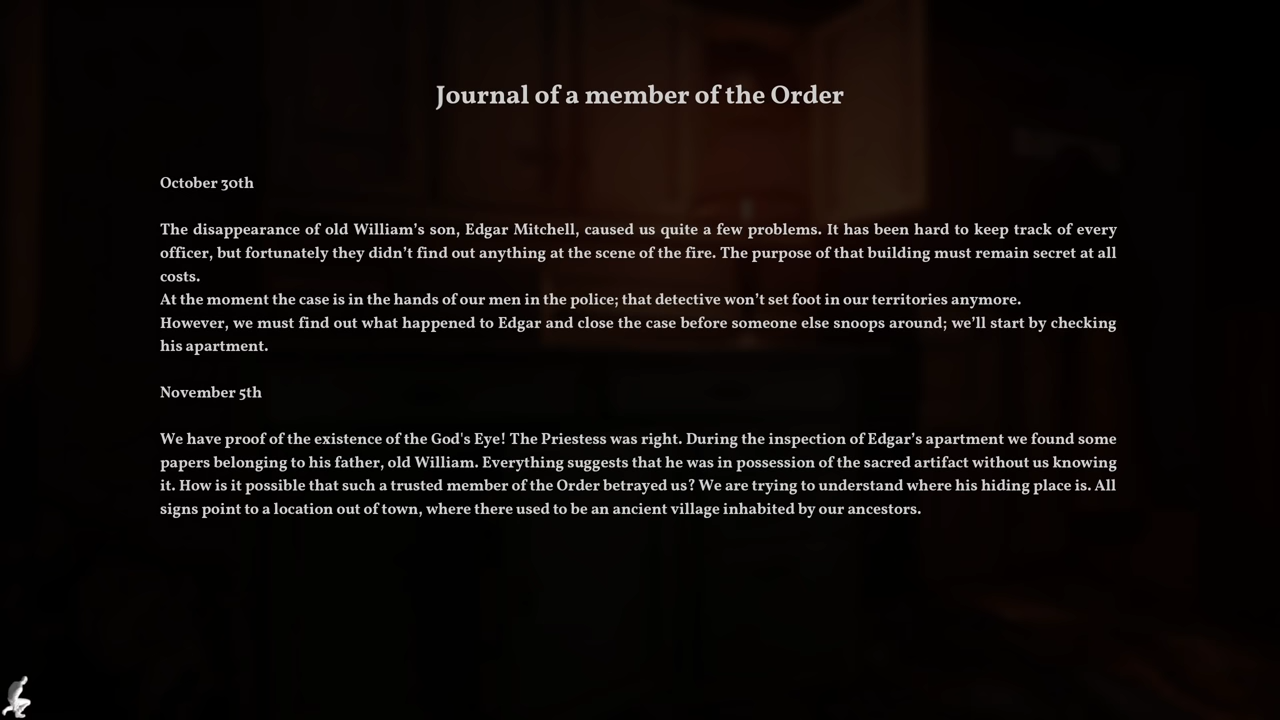 Journal of a member of the Order
October 30th
The disappearance of old William’s son, Edgar Mitchell, caused us quite a few problems. It has been hard to keep track of every
officer, but fortunately they didn’t find out anything at the scene of the fire. The purpose of that building must remain secret at all
costs.
At the moment the case is in the hands of our men in the police; that detective won’t set foot in our territories anymore.
However, we must find out what happened to Edgar and close the case before someone else snoops around; we’ll start by checking
his apartment.
November 5th
We have proof of the existence of the God's Eye! The Priestess was right. During the inspection of Edgar’s apartment we found some
papers belonging to his father, old William. Everything suggests that he was in possession of the sacred artifact without us knowing
it. How is it possible that such a trusted member of the Order betrayed us? We are trying to understand where his hiding place is. All
signs point to a location out of town, where there used to be an ancient village inhabited by our ancestors.